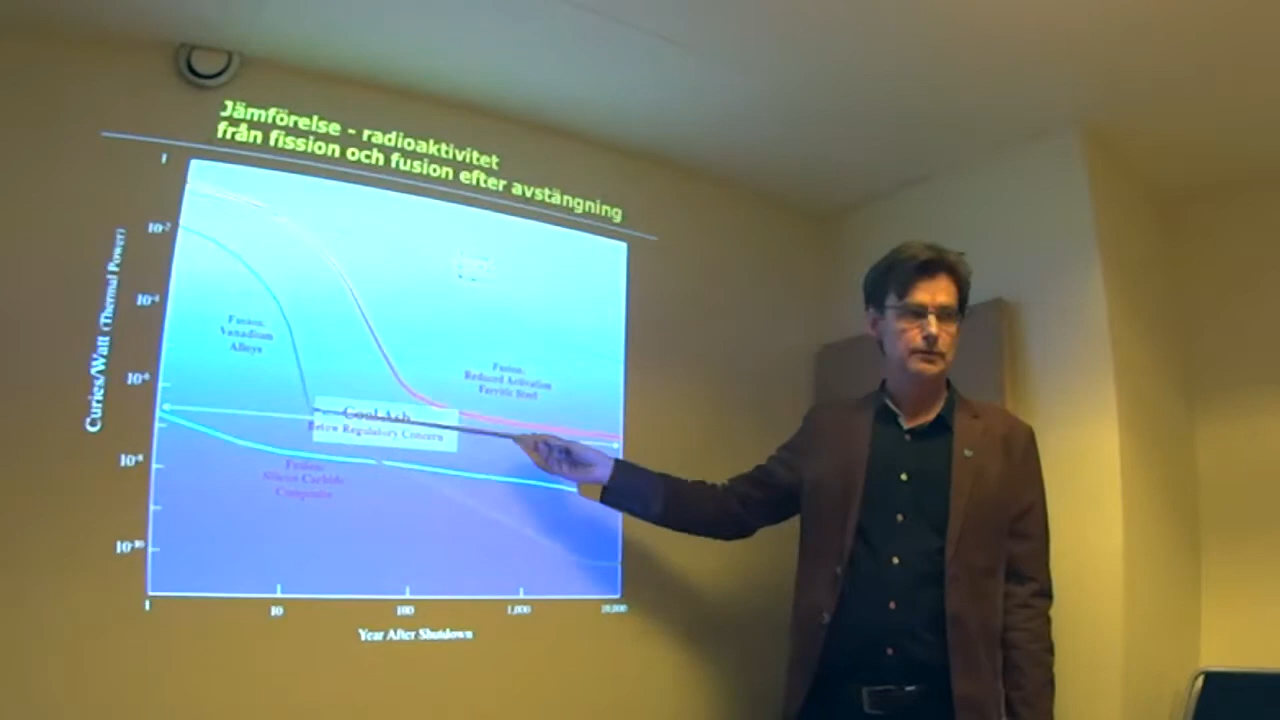 Jämförelse - radioaktivitet
från fission och fusion efter avstängning
1
10⁻²
10⁻⁴
10⁻⁶
10⁻⁸
10⁻¹⁰
Curies/Watt (Thermal Power)
Fusion:
Vanadium
Alloys
Fusion:
Reduced Activation
Ferritic Steel
Coal Ash
Below Regulatory Concern
Fusion:
Silicon Carbide
Composite
1
10
100
1,000
10,000
Year After Shutdown